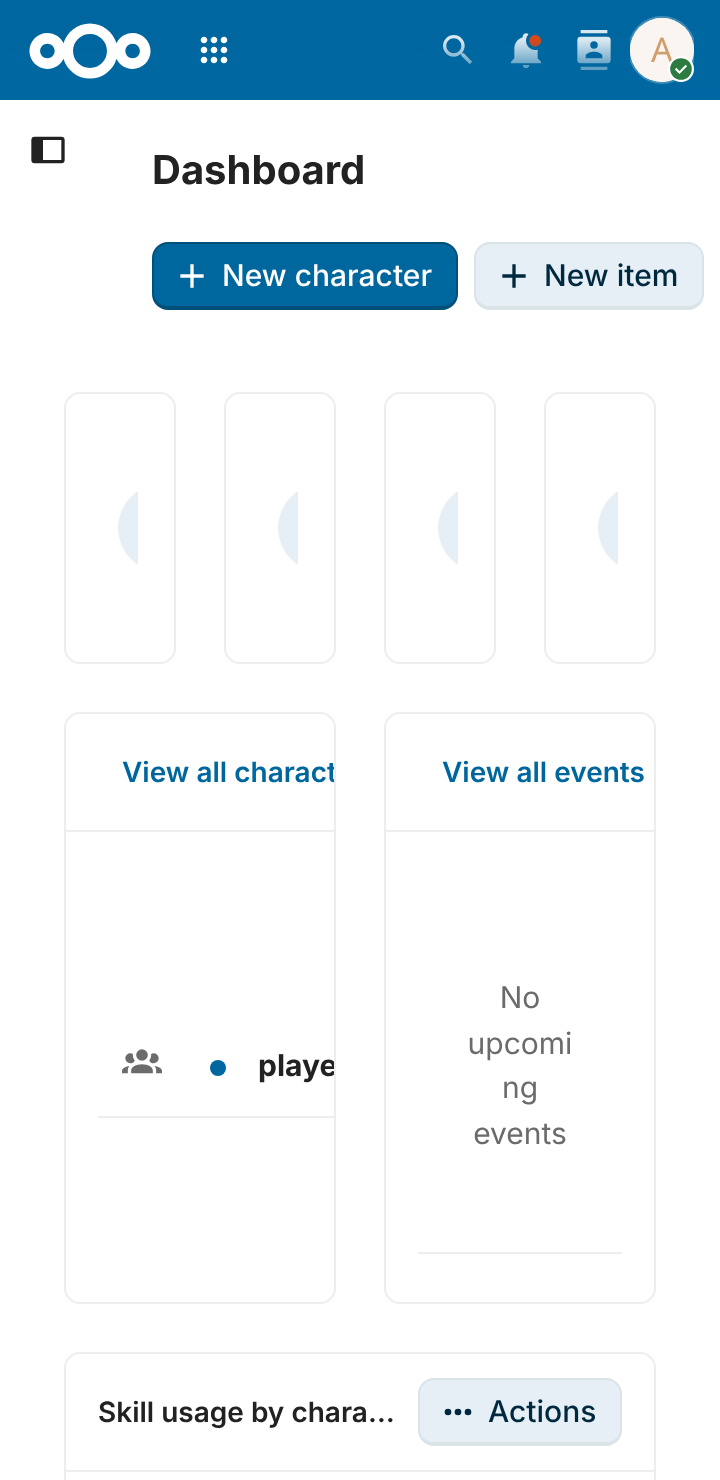 A
Dashboard
New character
New item
View all charact
View all events
playe
No
upcomi
ng
events
Skill usage by chara...
Actions